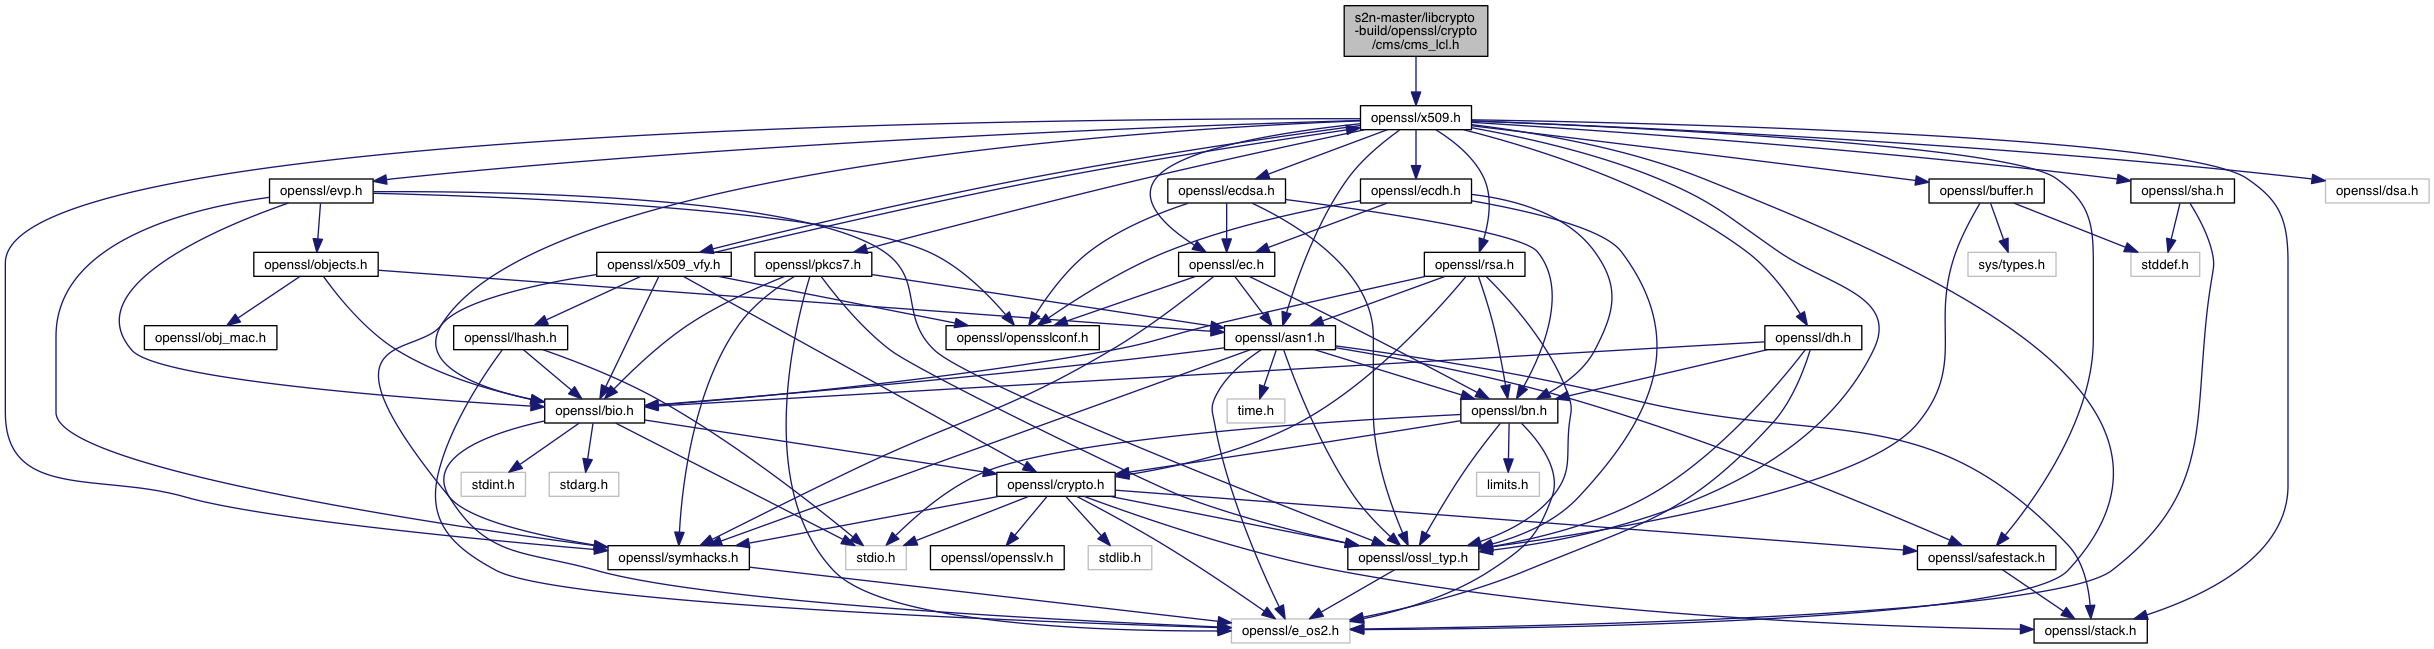 s2n-master/libcrypto
-build/openssl/crypto
/cms/cms_lcl.h
openssl/x509.h
openssl/evp.h
openssl/ecdsa.h
openssl/ecdh.h
openssl/buffer.h
openssl/sha.h
openssl/dsa.h
openssl/objects.h
openssl/x509_vfy.h
openssl/pkcs7.h
openssl/ec.h
openssl/rsa.h
sys/types.h
stddef.h
openssl/obj_mac.h
openssl/lhash.h
openssl/opensslconf.h
openssl/asn1.h
openssl/dh.h
openssl/bio.h
time.h
openssl/bn.h
stdint.h
stdarg.h
openssl/crypto.h
limits.h
openssl/symhacks.h
stdio.h
openssl/opensslv.h
stdlib.h
openssl/ossl_typ.h
openssl/safestack.h
openssl/e_os2.h
openssl/stack.h